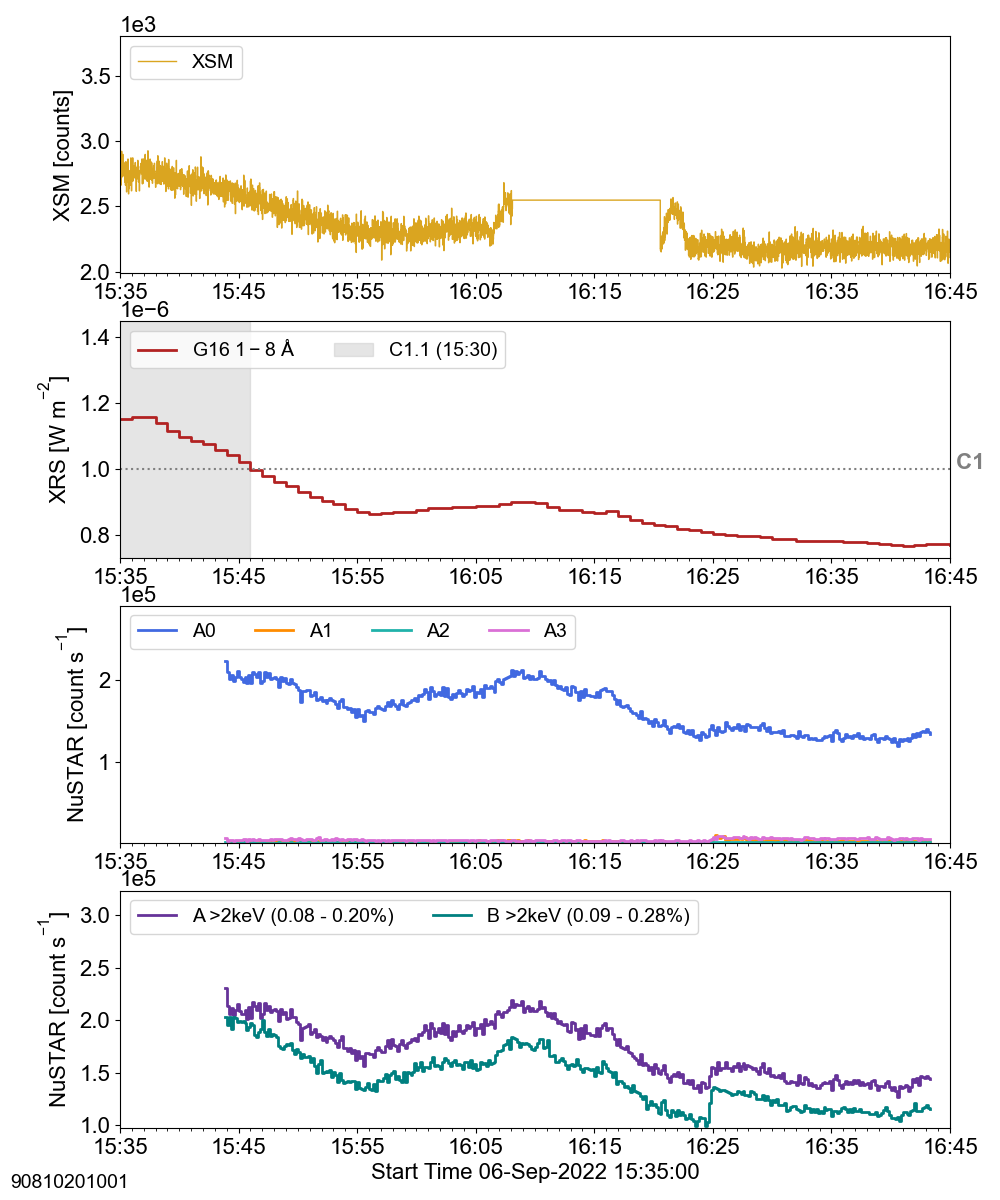 1e3
XSM
XSM [counts]
3.5
3.0
2.5
2.0
15:35 15:45 15:55 16:05 16:15 16:25 16:35 16:45
1e−6
G16 1 − 8 Å C1.1 (15:30)
XRS [W m⁻²]
1.4
1.2
1.0
0.8
C1
15:35 15:45 15:55 16:05 16:15 16:25 16:35 16:45
1e5
A0 A1 A2 A3
NuSTAR [count s⁻¹]
2
1
15:35 15:45 15:55 16:05 16:15 16:25 16:35 16:45
1e5
A >2keV (0.08 - 0.20%) B >2keV (0.09 - 0.28%)
NuSTAR [count s⁻¹]
3.0
2.5
2.0
1.5
1.0
15:35 15:45 15:55 16:05 16:15 16:25 16:35 16:45
Start Time 06-Sep-2022 15:35:00
90810201001